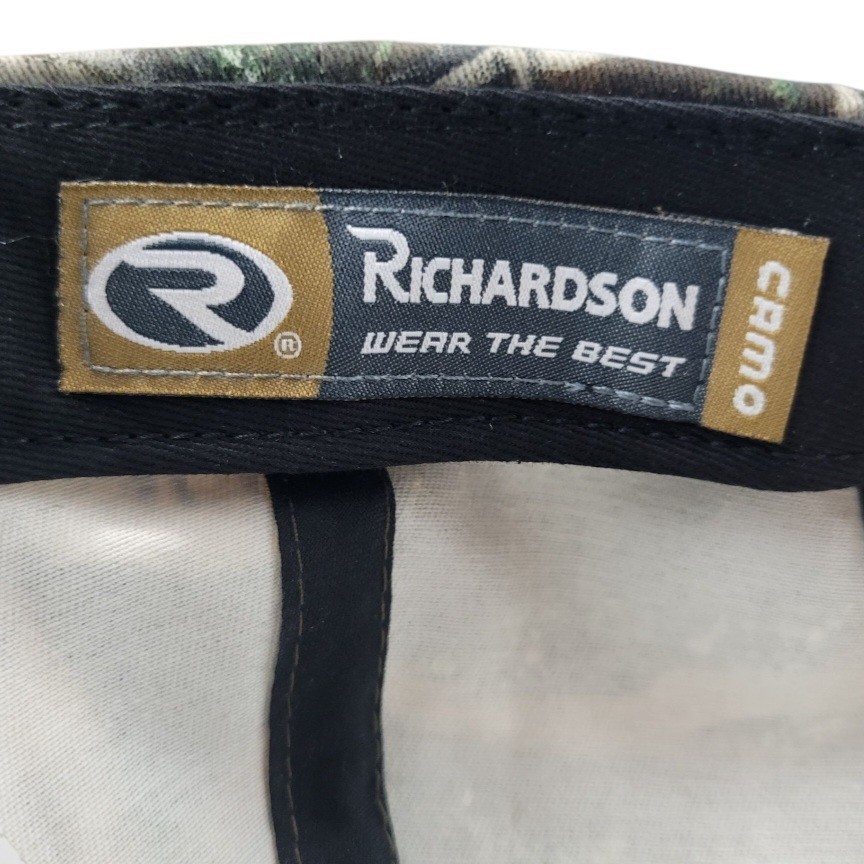 R ®
RICHARDSON
WEAR THE BEST
CAMO